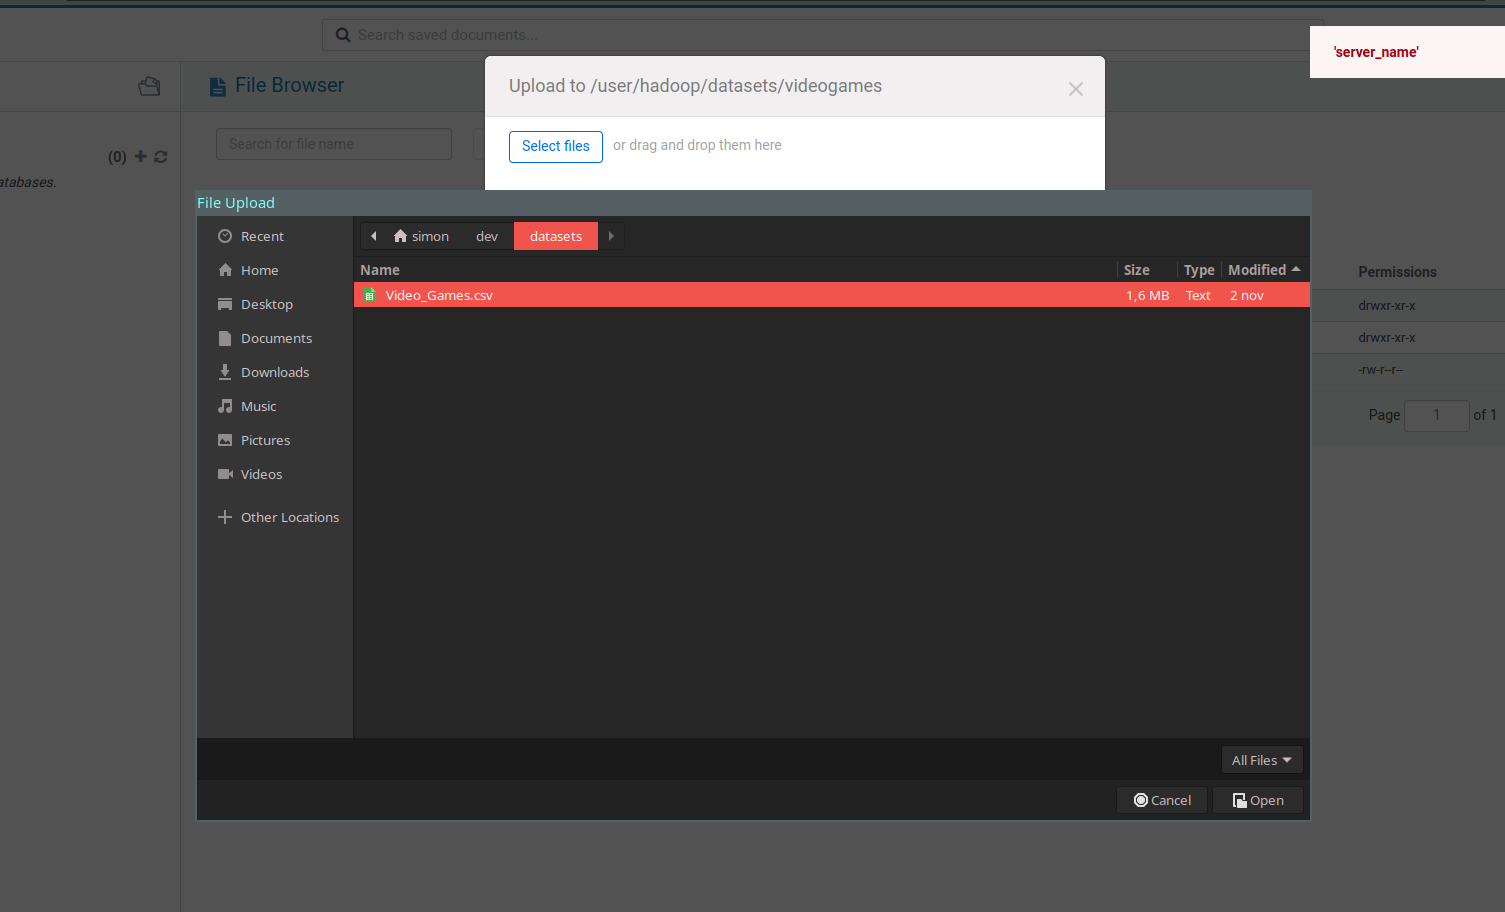 Search saved documents...
'server_name'
File Browser
Upload to /user/hadoop/datasets/videogames
×
Search for file name
Select files or drag and drop them here
(0)
atabases.
File Upload
Recent
Home
Desktop
Documents
Downloads
Music
Pictures
Videos
Other Locations
simon dev datasets
Name Size Type Modified
Video_Games.csv 1,6 MB Text 2 nov
All Files
Cancel Open
Permissions
drwxr-xr-x
drwxr-xr-x
-rw-r--r--
Page 1 of 1